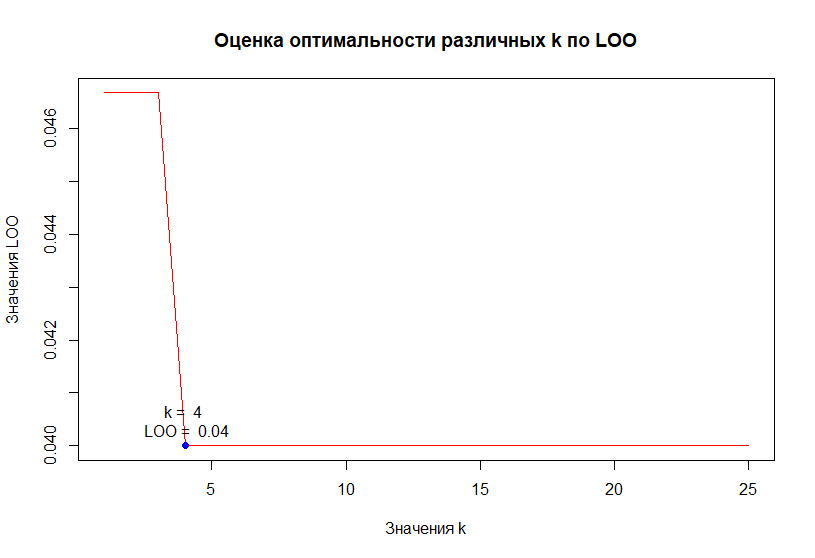 Оценка оптимальности различных k по LOO
Значения LOO
0.046
0.044
0.042
0.040
k = 4
LOO = 0.04
5 10 15 20 25
Значения k